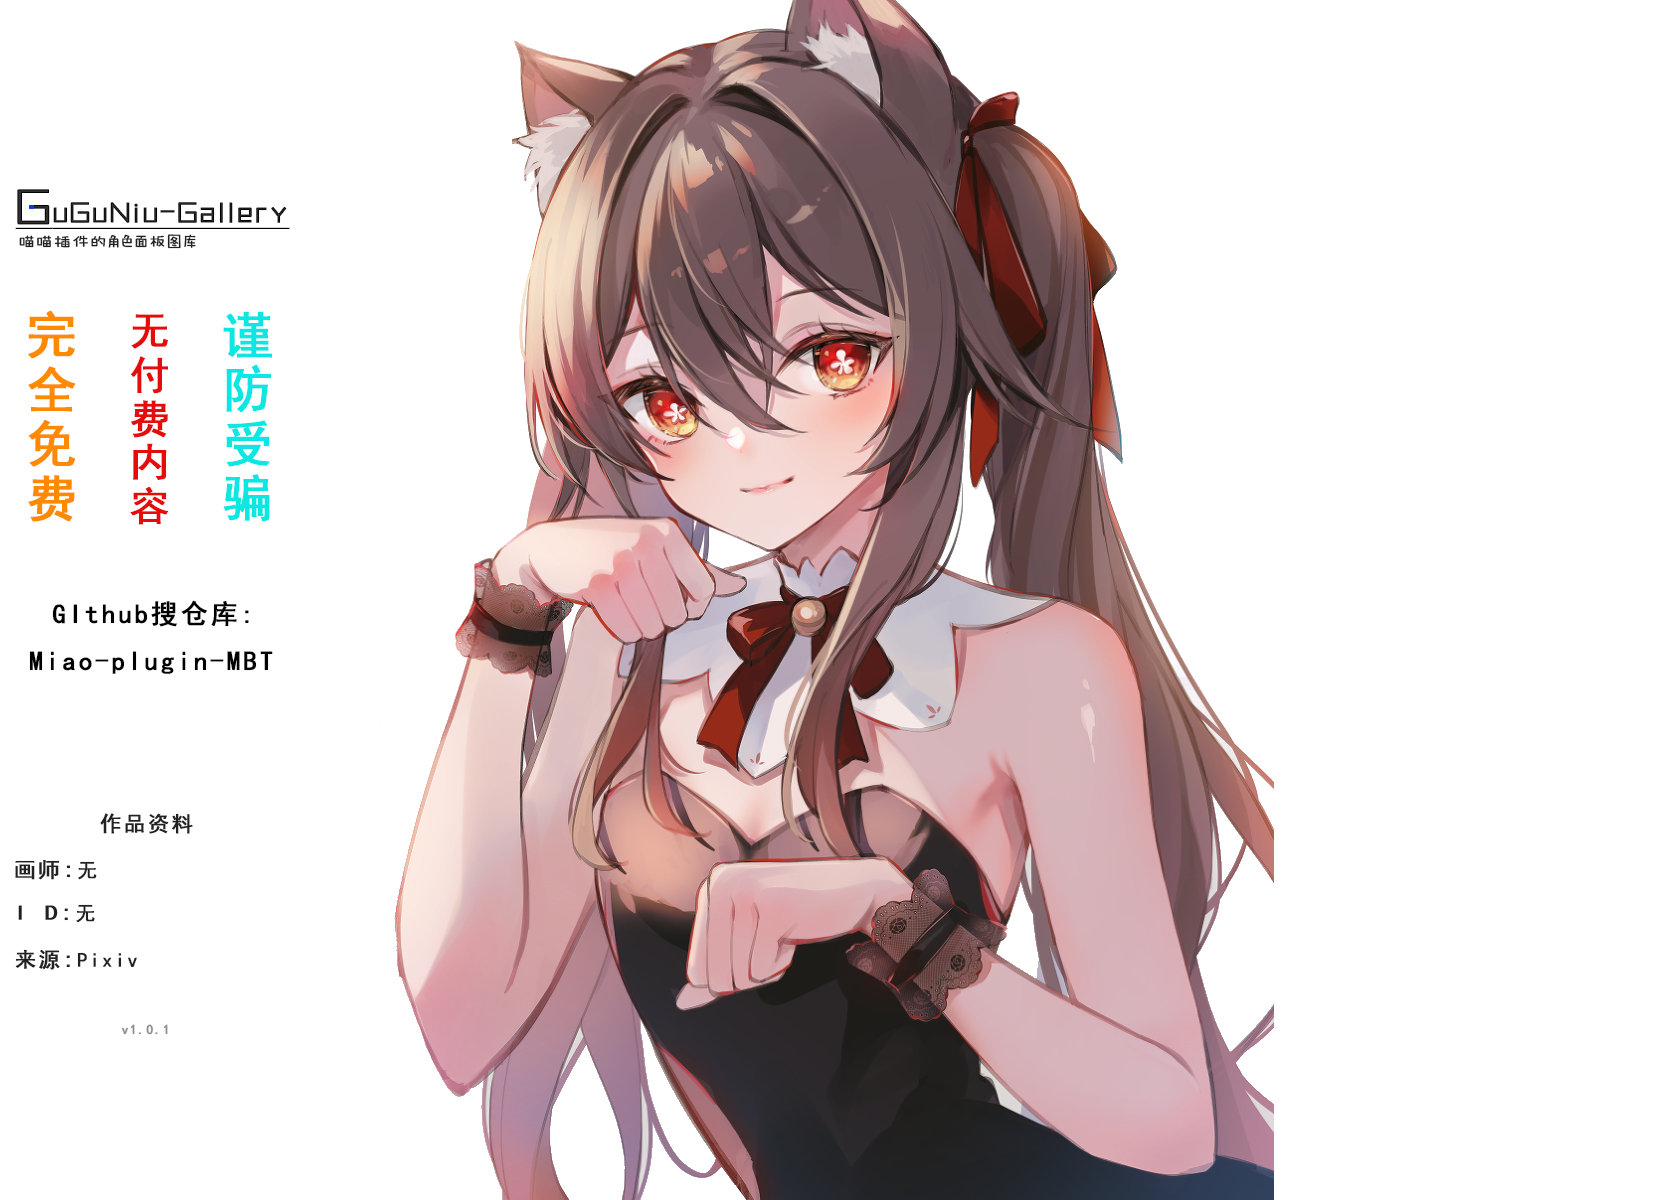 GuGuNiu-Gallery
喵喵插件的角色面板图库
完全免费
无付费内容
谨防受骗
GIthub搜仓库:
Miao-plugin-MBT
作品资料
画师:无
I D:无
来源:Pixiv
v1.0.1